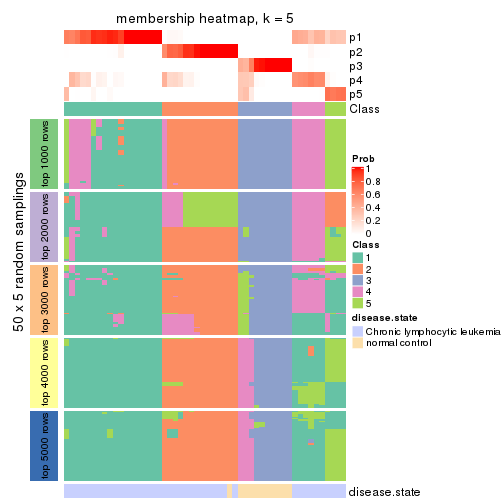 membership heatmap, k = 5
p1
p2
p3
p4
p5
Class
50 x 5 random samplings
top 1000 rows
top 2000 rows
top 3000 rows
top 4000 rows
top 5000 rows
Prob
1
0.8
0.6
0.4
0.2
0
Class
1
2
3
4
5
disease.state
Chronic lymphocytic leukemia
normal control
disease.state